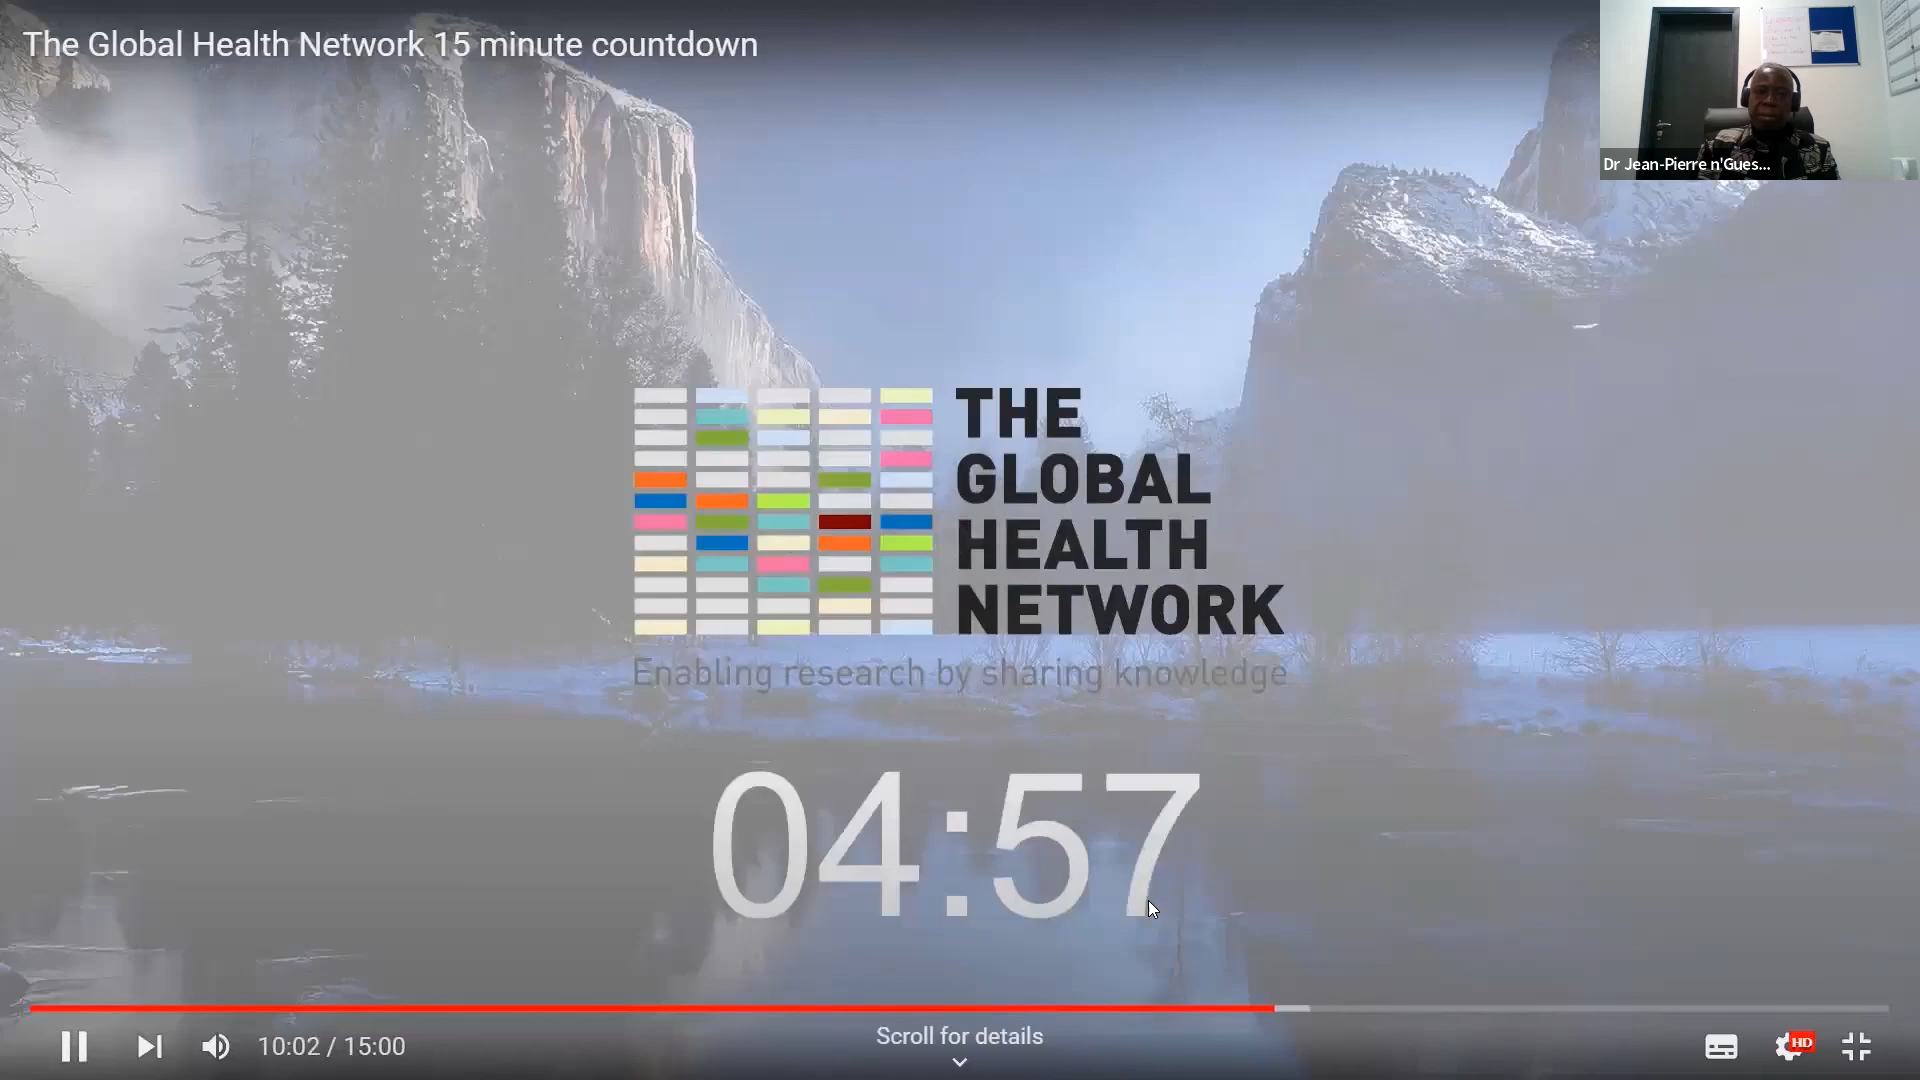 The Global Health Network 15 minute countdown
Dr Jean-Pierre n'Gues...
THE
GLOBAL
HEALTH
NETWORK
Enabling research by sharing knowledge
04:57
10:02 / 15:00
Scroll for details
HD